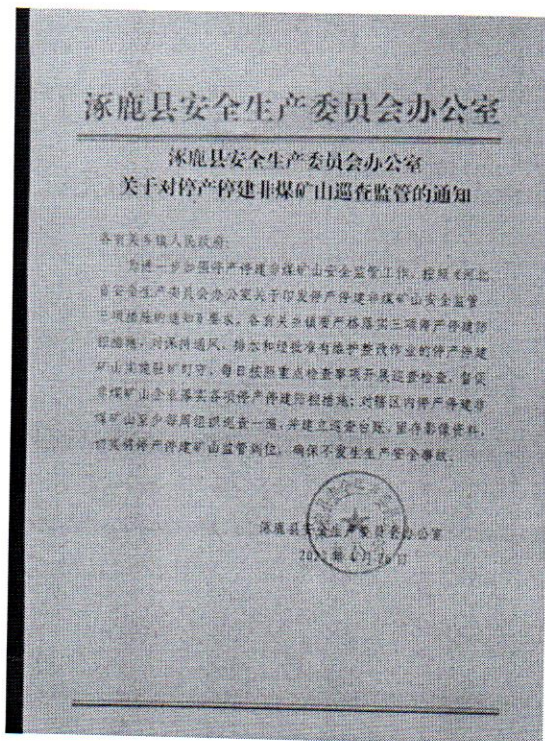 涿鹿县安全生产委员会办公室
涿鹿县安全生产委员会办公室
关于对停产停建非煤矿山巡查监管的通知
各有关乡镇人民政府:
为进一步加强停产停建非煤矿山安全监管工作,按照《河北
省安全生产委员会办公室关于印发停产停建非煤矿山安全监管
三项措施的通知》要求,各有关乡镇要严格落实三项停产停建防
控措施,对保持通风、排水和经批准有维护整改作业的停产停建
矿山实施驻矿盯守,每日按照重点检查事项开展巡查检查,督促
非煤矿山企业落实各项停产停建防控措施;对辖区内停产停建非
煤矿山至少每周组织巡查一遍,并建立巡查台账,留存影像资料,
切实将停产停建矿山监管到位,确保不发生生产安全事故。
涿鹿县安全生产委员会办公室
月26日